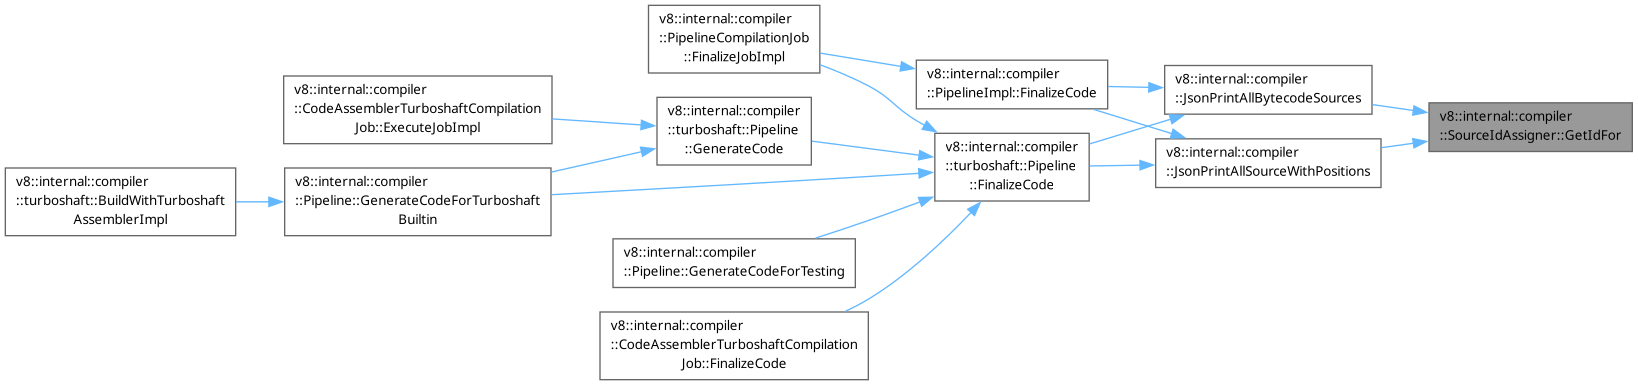 v8::internal::compiler
::PipelineCompilationJob
::FinalizeJobImpl
v8::internal::compiler
::CodeAssemblerTurboshaftCompilation
Job::ExecuteJobImpl
v8::internal::compiler
::turboshaft::Pipeline
::GenerateCode
v8::internal::compiler
::PipelineImpl::FinalizeCode
v8::internal::compiler
::JsonPrintAllBytecodeSources
v8::internal::compiler
::SourceIdAssigner::GetIdFor
v8::internal::compiler
::turboshaft::Pipeline
::FinalizeCode
v8::internal::compiler
::JsonPrintAllSourceWithPositions
v8::internal::compiler
::turboshaft::BuildWithTurboshaft
AssemblerImpl
v8::internal::compiler
::Pipeline::GenerateCodeForTurboshaft
Builtin
v8::internal::compiler
::Pipeline::GenerateCodeForTesting
v8::internal::compiler
::CodeAssemblerTurboshaftCompilation
Job::FinalizeCode